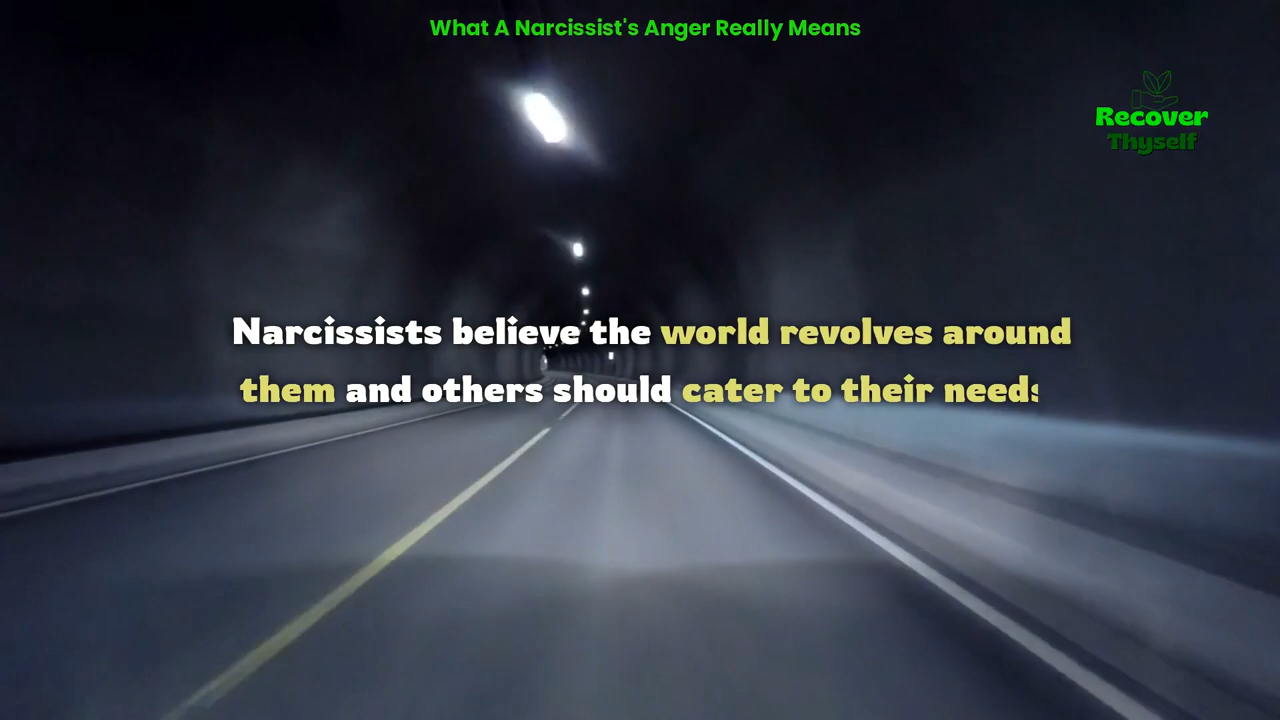 What A Narcissist's Anger Really Means
Recover
Thyself
Narcissists believe the world revolves around
them and others should cater to their needs